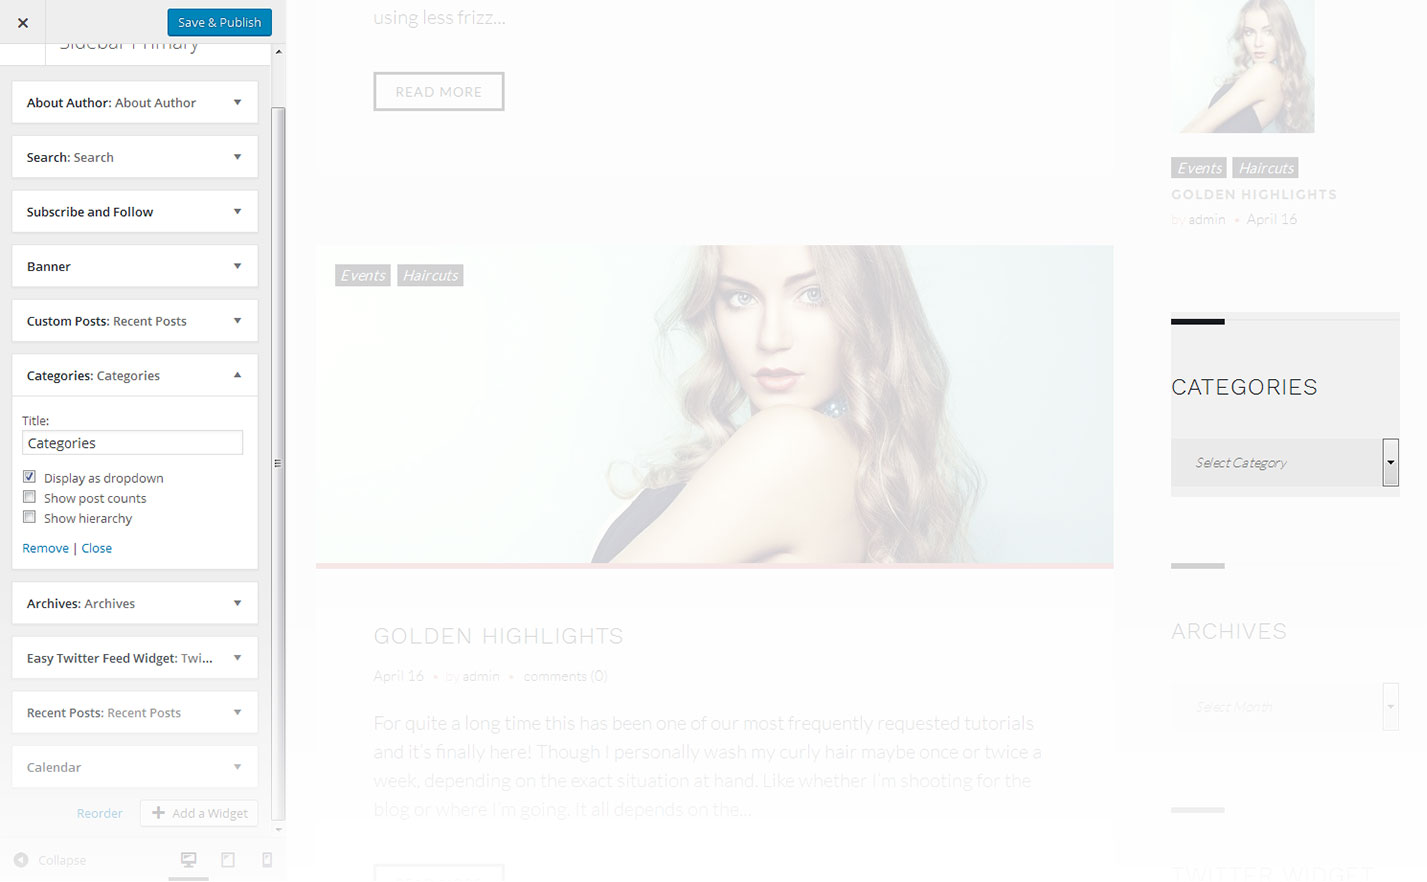 ✕
Save & Publish
Sidebar Primary
About Author: About Author
Search: Search
Subscribe and Follow
Banner
Custom Posts: Recent Posts
Categories: Categories
Title:
Categories
Display as dropdown
Show post counts
Show hierarchy
Remove | Close
Archives: Archives
Easy Twitter Feed Widget: Twi...
Recent Posts: Recent Posts
Calendar
Reorder
Add a Widget
Collapse
using less frizz...
READ MORE
Events Haircuts
GOLDEN HIGHLIGHTS
April 16 • by admin • comments (0)
For quite a long time this has been one of our most frequently requested tutorials
and it's finally here! Though I personally wash my curly hair maybe once or twice a
week, depending on the exact situation at hand. Like whether I'm shooting for the
blog or where I'm going. It all depends on the...
READ MORE
Events Haircuts
GOLDEN HIGHLIGHTS
by admin • April 16
CATEGORIES
Select Category
ARCHIVES
Select Month
TWITTER WIDGET